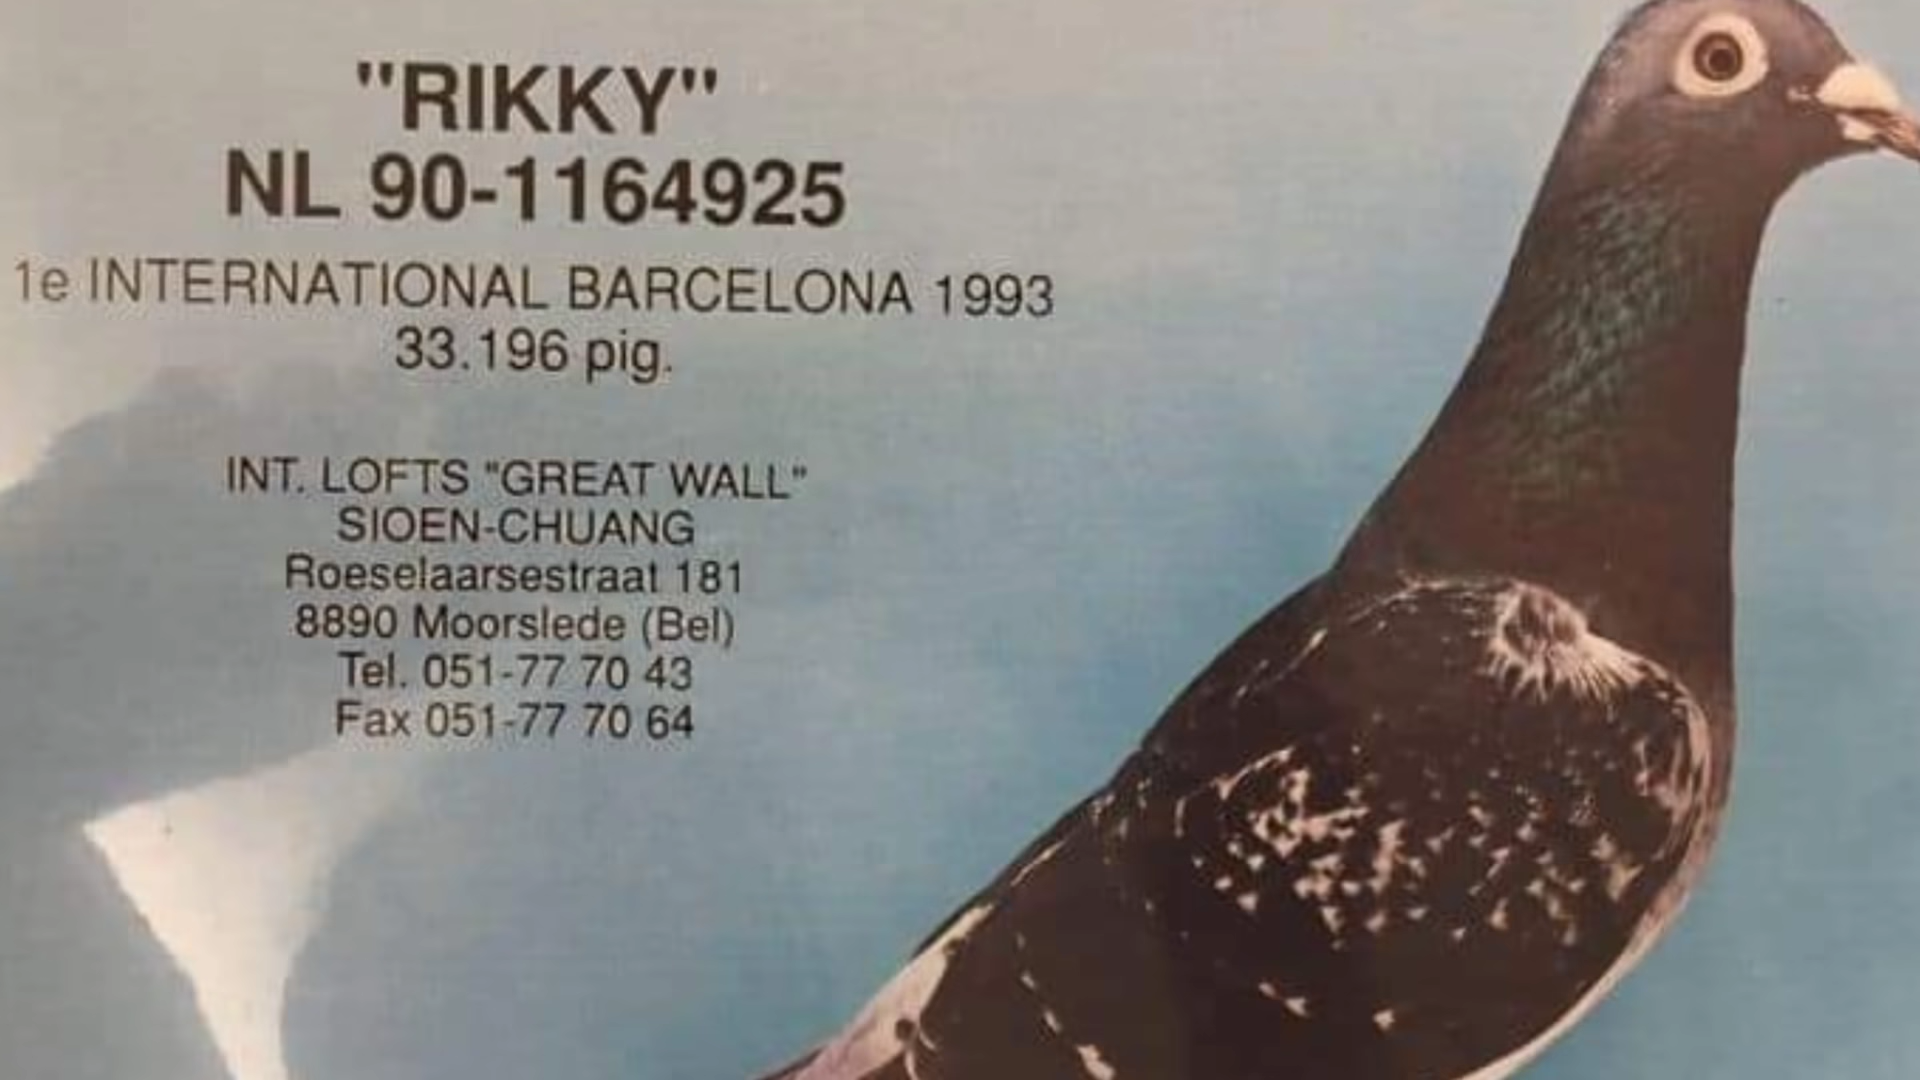 "RIKKY"
NL 90-1164925
1e INTERNATIONAL BARCELONA 1993
33.196 pig.
INT. LOFTS "GREAT WALL"
SIOEN-CHUANG
Roeselaarsestraat 181
8890 Moorslede (Bel)
Tel. 051-77 70 43
Fax 051-77 70 64